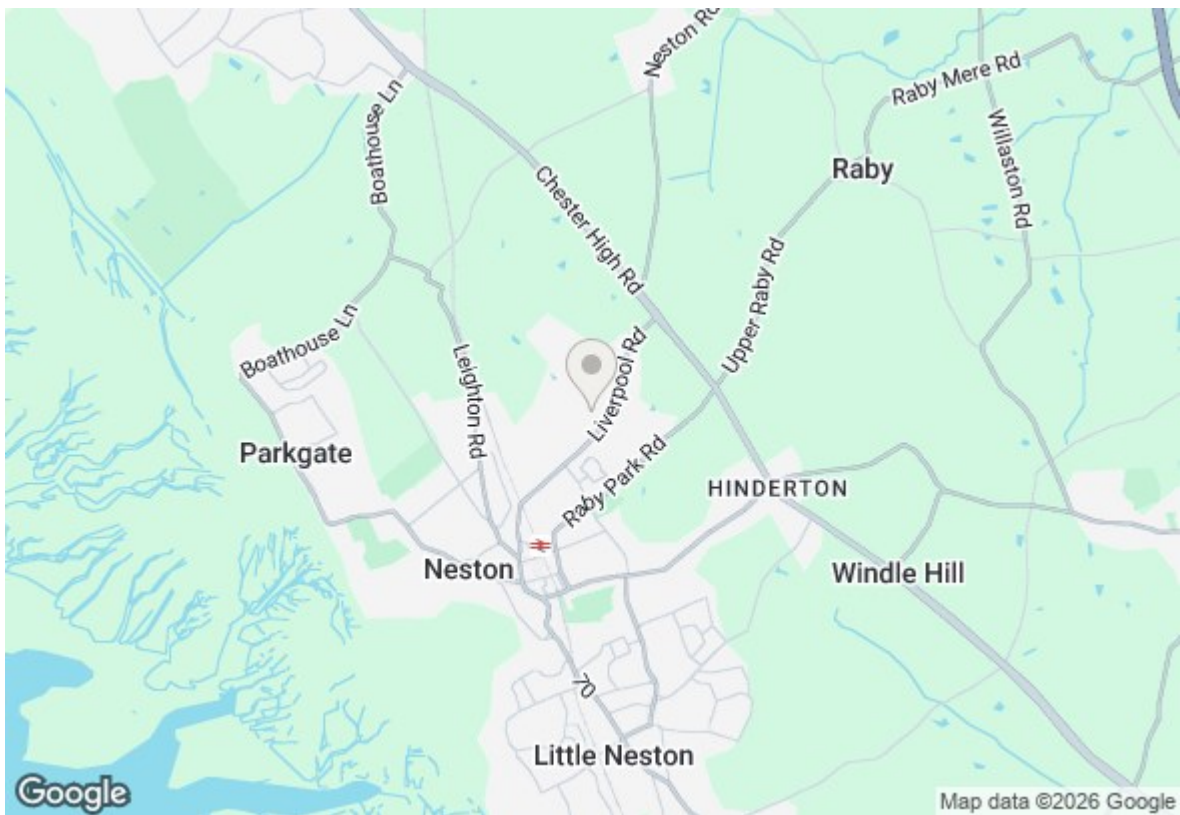 Neston Rd
Raby Mere Rd
Boathouse Ln
Willaston Rd
Raby
Chester High Rd
Upper Raby Rd
Boathouse Ln
Liverpool Rd
Leighton Rd
Parkgate
Raby Park Rd
HINDERTON
Neston
Windle Hill
70
Little Neston
Google
Map data ©2026 Google